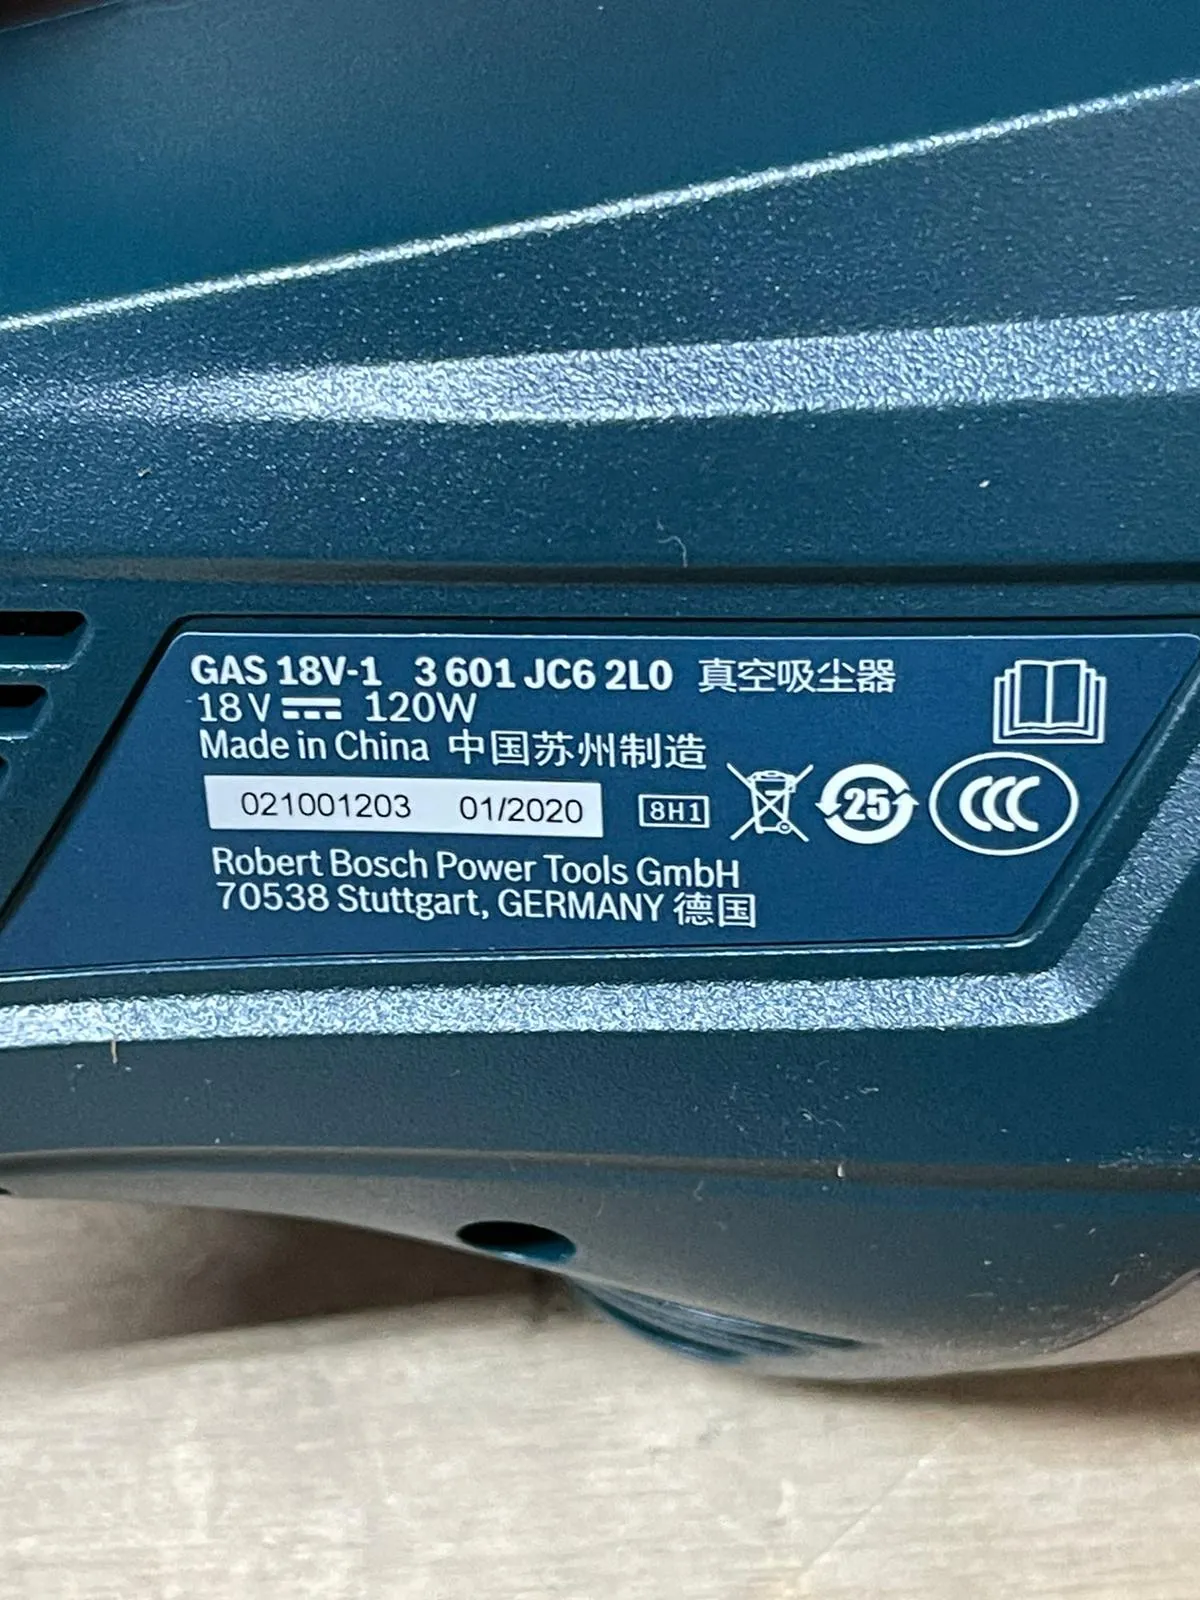 GAS 18V-1 3 601 JC6 2L0 真空吸尘器
18 V 120W
Made in China 中国苏州制造
021001203 01/2020
8H1
25
CCC
Robert Bosch Power Tools GmbH
70538 Stuttgart, GERMANY 德国